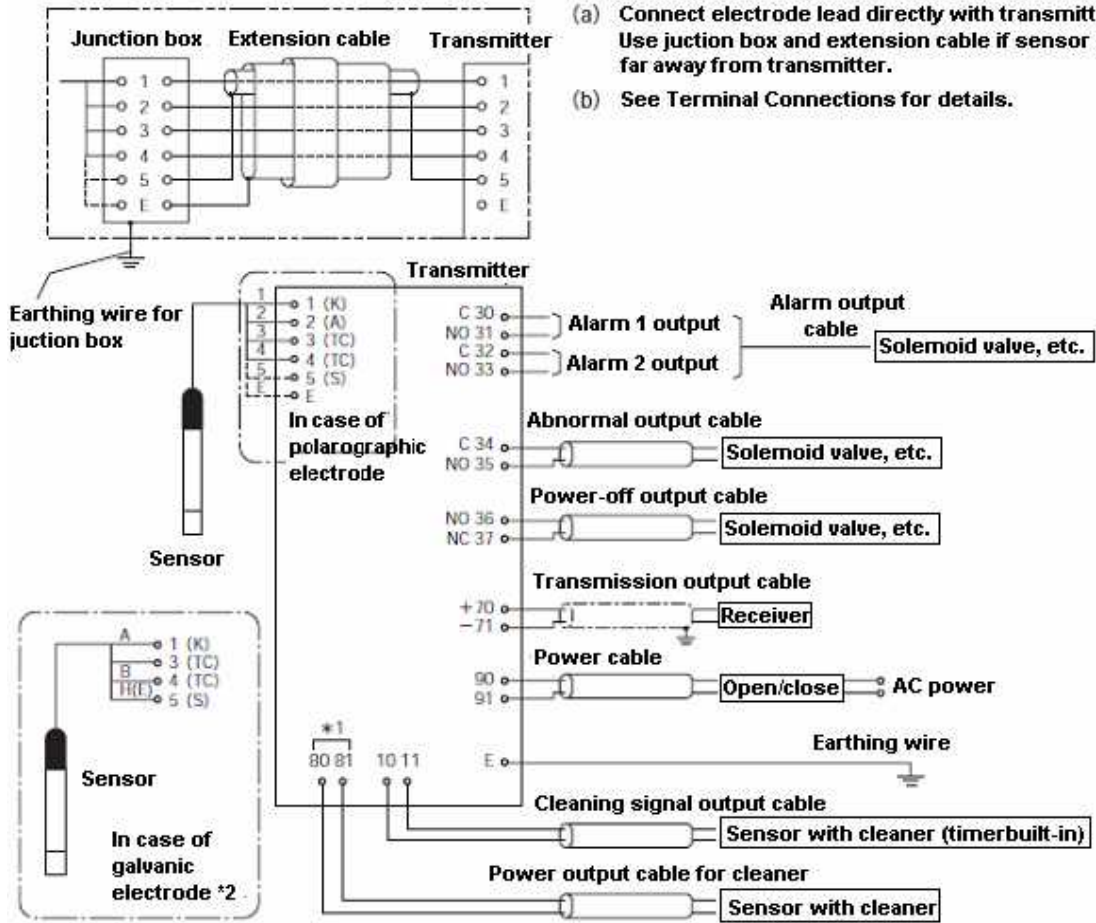 (a) Connect electrode lead directly with transmitt
Use juction box and extension cable if sensor
far away from transmitter.
(b) See Terminal Connections for details.
Junction box Extension cable Transmitter
1 1
2 2
3 3
4 4
5 5
E E
Earthing wire for
juction box
Transmitter
1 1 (K)
2 2 (A)
3 3 (TC)
4 4 (TC)
5 5 (S)
E E
In case of
polarographic
electrode
Sensor
C 30
NO 31
Alarm 1 output
C 32
NO 33
Alarm 2 output
Alarm output
cable
Solemoid valve, etc.
Abnormal output cable
C 34
NO 35
Solemoid valve, etc.
Power-off output cable
NO 36
NC 37
Solemoid valve, etc.
Transmission output cable
+70
−71
Receiver
Power cable
90
91
Open/close
AC power
Earthing wire
E
A 1 (K)
3 (TC)
B 4 (TC)
H(E) 5 (S)
Sensor
In case of
galvanic
electrode *2
*1
80 81 10 11
Cleaning signal output cable
Sensor with cleaner (timerbuilt-in)
Power output cable for cleaner
Sensor with cleaner